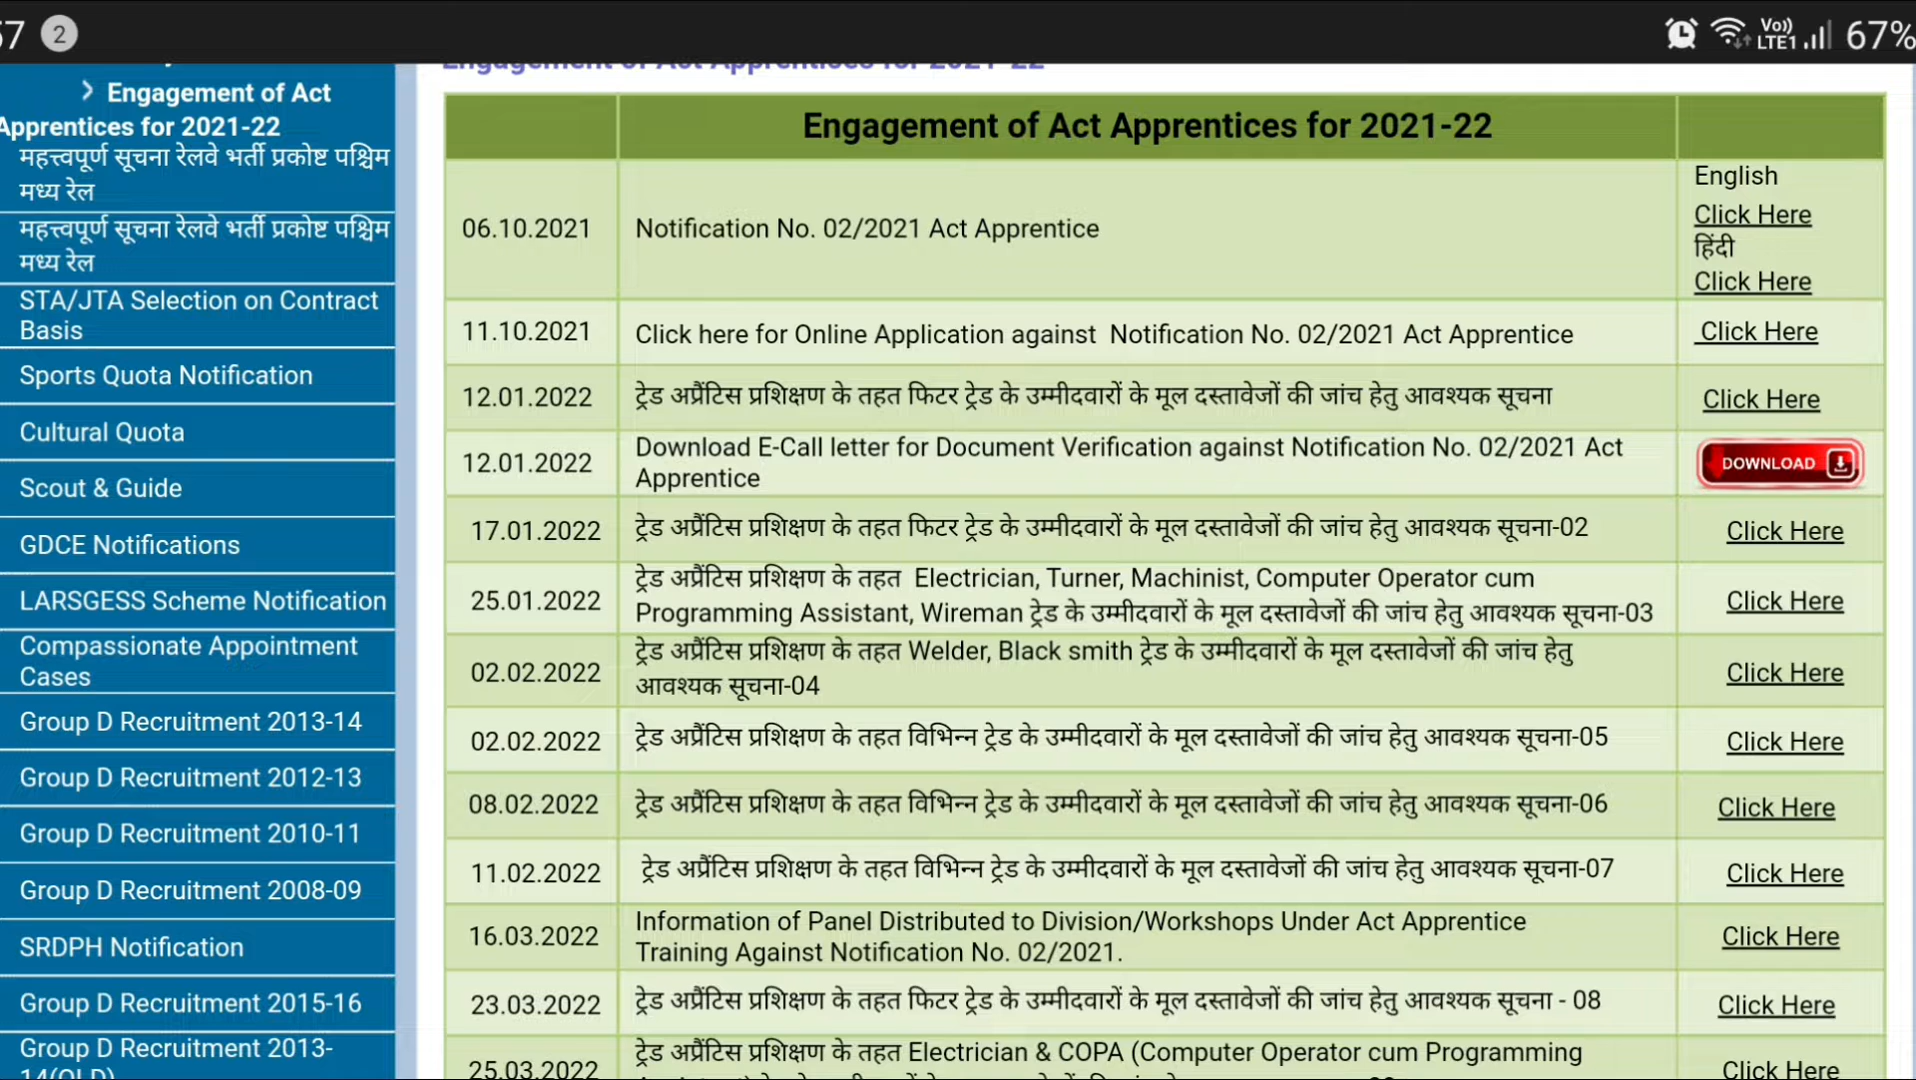 57 2 Vo)) LTE1 67%
Engagement of Act Apprentices for 2021-22
Engagement of Act
Apprentices for 2021-22
महत्त्वपूर्ण सूचना रेलवे भर्ती प्रकोष्ट पश्चिम
मध्य रेल
महत्त्वपूर्ण सूचना रेलवे भर्ती प्रकोष्ट पश्चिम
मध्य रेल
STA/JTA Selection on Contract
Basis
Sports Quota Notification
Cultural Quota
Scout & Guide
GDCE Notifications
LARSGESS Scheme Notification
Compassionate Appointment
Cases
Group D Recruitment 2013-14
Group D Recruitment 2012-13
Group D Recruitment 2010-11
Group D Recruitment 2008-09
SRDPH Notification
Group D Recruitment 2015-16
Group D Recruitment 2013-
14(OLD)
Engagement of Act Apprentices for 2021-22
English
Click Here
06.10.2021 Notification No. 02/2021 Act Apprentice
हिंदी
Click Here
11.10.2021 Click here for Online Application against Notification No. 02/2021 Act Apprentice Click Here
12.01.2022 ट्रेड अप्रैंटिस प्रशिक्षण के तहत फिटर ट्रेड के उम्मीदवारों के मूल दस्तावेजों की जांच हेतु आवश्यक सूचना Click Here
12.01.2022 Download E-Call letter for Document Verification against Notification No. 02/2021 Act
Apprentice DOWNLOAD
17.01.2022 ट्रेड अप्रैंटिस प्रशिक्षण के तहत फिटर ट्रेड के उम्मीदवारों के मूल दस्तावेजों की जांच हेतु आवश्यक सूचना-02 Click Here
25.01.2022 ट्रेड अप्रैंटिस प्रशिक्षण के तहत Electrician, Turner, Machinist, Computer Operator cum
Programming Assistant, Wireman ट्रेड के उम्मीदवारों के मूल दस्तावेजों की जांच हेतु आवश्यक सूचना-03 Click Here
02.02.2022 ट्रेड अप्रैंटिस प्रशिक्षण के तहत Welder, Black smith ट्रेड के उम्मीदवारों के मूल दस्तावेजों की जांच हेतु
आवश्यक सूचना-04 Click Here
02.02.2022 ट्रेड अप्रैंटिस प्रशिक्षण के तहत विभिन्न ट्रेड के उम्मीदवारों के मूल दस्तावेजों की जांच हेतु आवश्यक सूचना-05 Click Here
08.02.2022 ट्रेड अप्रैंटिस प्रशिक्षण के तहत विभिन्न ट्रेड के उम्मीदवारों के मूल दस्तावेजों की जांच हेतु आवश्यक सूचना-06 Click Here
11.02.2022 ट्रेड अप्रैंटिस प्रशिक्षण के तहत विभिन्न ट्रेड के उम्मीदवारों के मूल दस्तावेजों की जांच हेतु आवश्यक सूचना-07 Click Here
16.03.2022 Information of Panel Distributed to Division/Workshops Under Act Apprentice
Training Against Notification No. 02/2021. Click Here
23.03.2022 ट्रेड अप्रैंटिस प्रशिक्षण के तहत फिटर ट्रेड के उम्मीदवारों के मूल दस्तावेजों की जांच हेतु आवश्यक सूचना - 08 Click Here
25.03.2022 ट्रेड अप्रैंटिस प्रशिक्षण के तहत Electrician & COPA (Computer Operator cum Programming Click Here